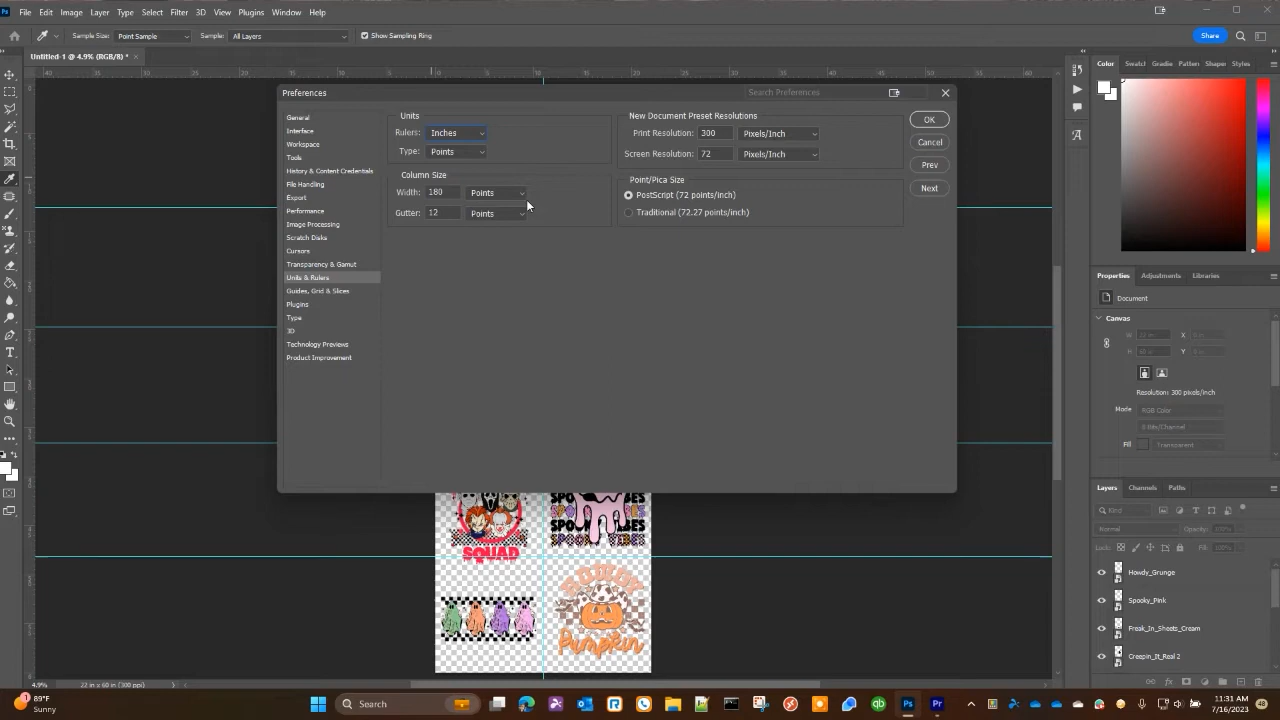 Ps File Edit Image Layer Type Select Filter 3D View Plugins Window Help
Sample Size: Point Sample Sample: All Layers Show Sampling Ring Share
Untitled-1 @ 4.9% (RGB/8) * ×
Preferences
Search Preferences
General
Interface
Workspace
Tools
History & Content Credentials
File Handling
Export
Performance
Image Processing
Scratch Disks
Cursors
Transparency & Gamut
Units & Rulers
Guides, Grid & Slices
Plugins
Type
3D
Technology Previews
Product Improvement
Units
Rulers: Inches
Type: Points
Column Size
Width: 180 Points
Gutter: 12 Points
New Document Preset Resolutions
Print Resolution: 300 Pixels/Inch
Screen Resolution: 72 Pixels/Inch
Point/Pica Size
PostScript (72 points/inch)
Traditional (72.27 points/inch)
OK
Cancel
Prev
Next
Color Swatch Gradie Pattern Shape Styles
Properties Adjustments Libraries
Document
Canvas
W X
H Y
Resolution: 300 pixels/inch
Mode RGB Color
8 Bits/Channel
Fill Transparent
Layers Channels Paths
Kind
Normal Opacity: 100%
Lock: Fill: 100%
Howdy_Grunge
Spooky_Pink
Freak_In_Sheets_Cream
Creepin_It_Real 2
SQUAD
SPOOKY VIBES
Howdy
Pumpkin
4.9% 22 in x 60 in (300 ppi)
89°F
Sunny
Search
11:31 AM
7/16/2023